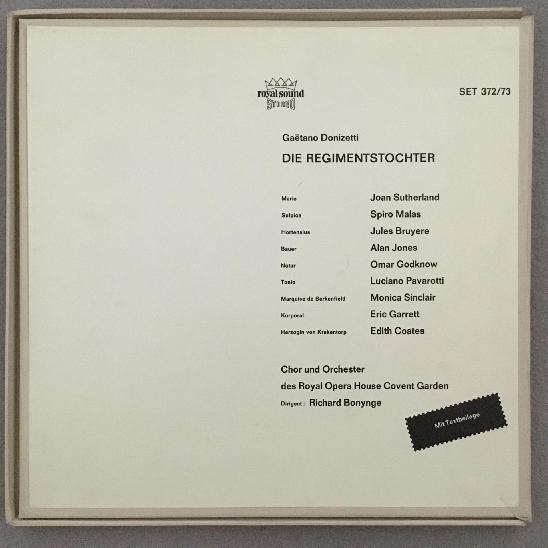 royal sound
STEREO
SET 372/73
Gaëtano Donizetti
DIE REGIMENTSTOCHTER
Marie Joan Sutherland
Sulpice Spiro Malas
Hortensius Jules Bruyere
Bauer Alan Jones
Notar Omar Godknow
Tonio Luciano Pavarotti
Marquise de Berkenfield Monica Sinclair
Korporal Eric Garrett
Herzogin von Krakentorp Edith Coates
Chor und Orchester
des Royal Opera House Covent Garden
Dirigent: Richard Bonynge
Mit Textbeilage